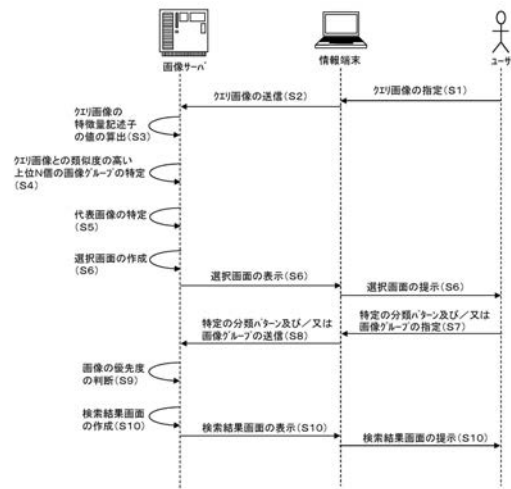 画像サーバ
情報端末
ユーザ
クエリ画像の指定(S1)
クエリ画像の送信(S2)
クエリ画像の
特徴量記述子
の値の算出(S3)
クエリ画像との類似度の高い
上位N個の画像グループの特定
(S4)
代表画像の特定
(S5)
選択画面の作成
(S6)
選択画面の表示(S6)
選択画面の提示(S6)
特定の分類パターン及び/又は
画像グループの指定(S7)
特定の分類パターン及び/又は
画像グループの送信(S8)
画像の優先度
の判断(S9)
検索結果画面
の作成(S10)
検索結果画面の表示(S10)
検索結果画面の提示(S10)